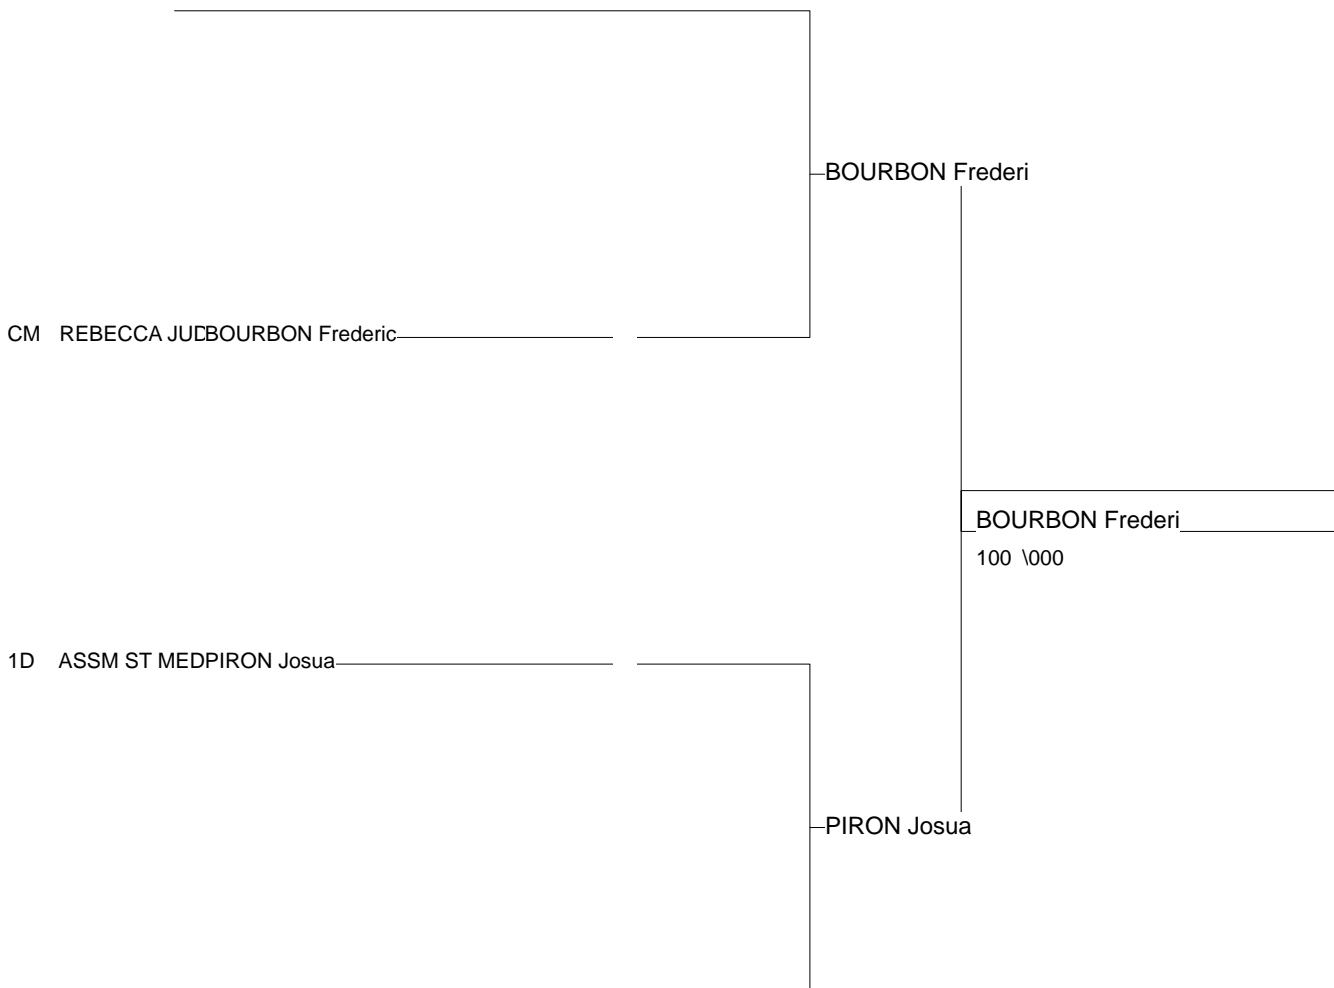 BOURBON Frederi
CM REBECCA JUDBOURBON Frederic
BOURBON Frederi
100 \000
1D ASSM ST MEDPIRON Josua
PIRON Josua